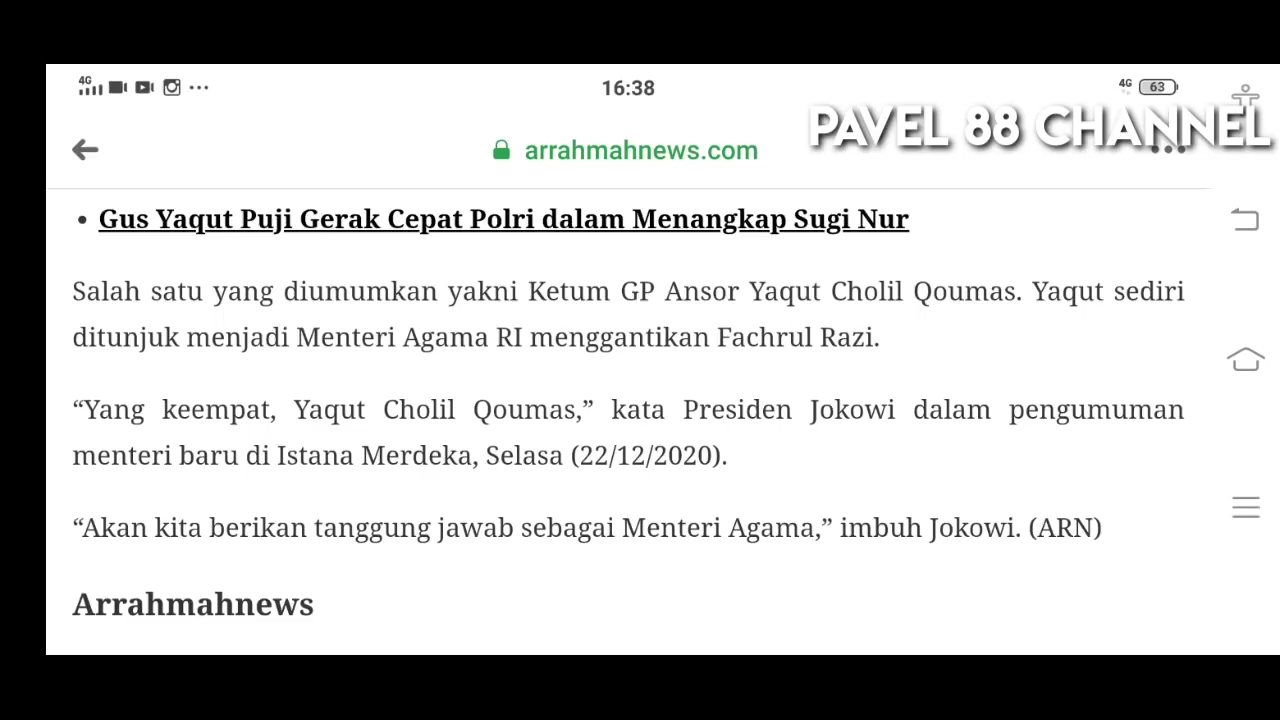 4G 16:38 4G 63
PAVEL 88 CHANNEL
arrahmahnews.com
• Gus Yaqut Puji Gerak Cepat Polri dalam Menangkap Sugi Nur
Salah satu yang diumumkan yakni Ketum GP Ansor Yaqut Cholil Qoumas. Yaqut sediri
ditunjuk menjadi Menteri Agama RI menggantikan Fachrul Razi.
“Yang keempat, Yaqut Cholil Qoumas,” kata Presiden Jokowi dalam pengumuman
menteri baru di Istana Merdeka, Selasa (22/12/2020).
“Akan kita berikan tanggung jawab sebagai Menteri Agama,” imbuh Jokowi. (ARN)
Arrahmahnews